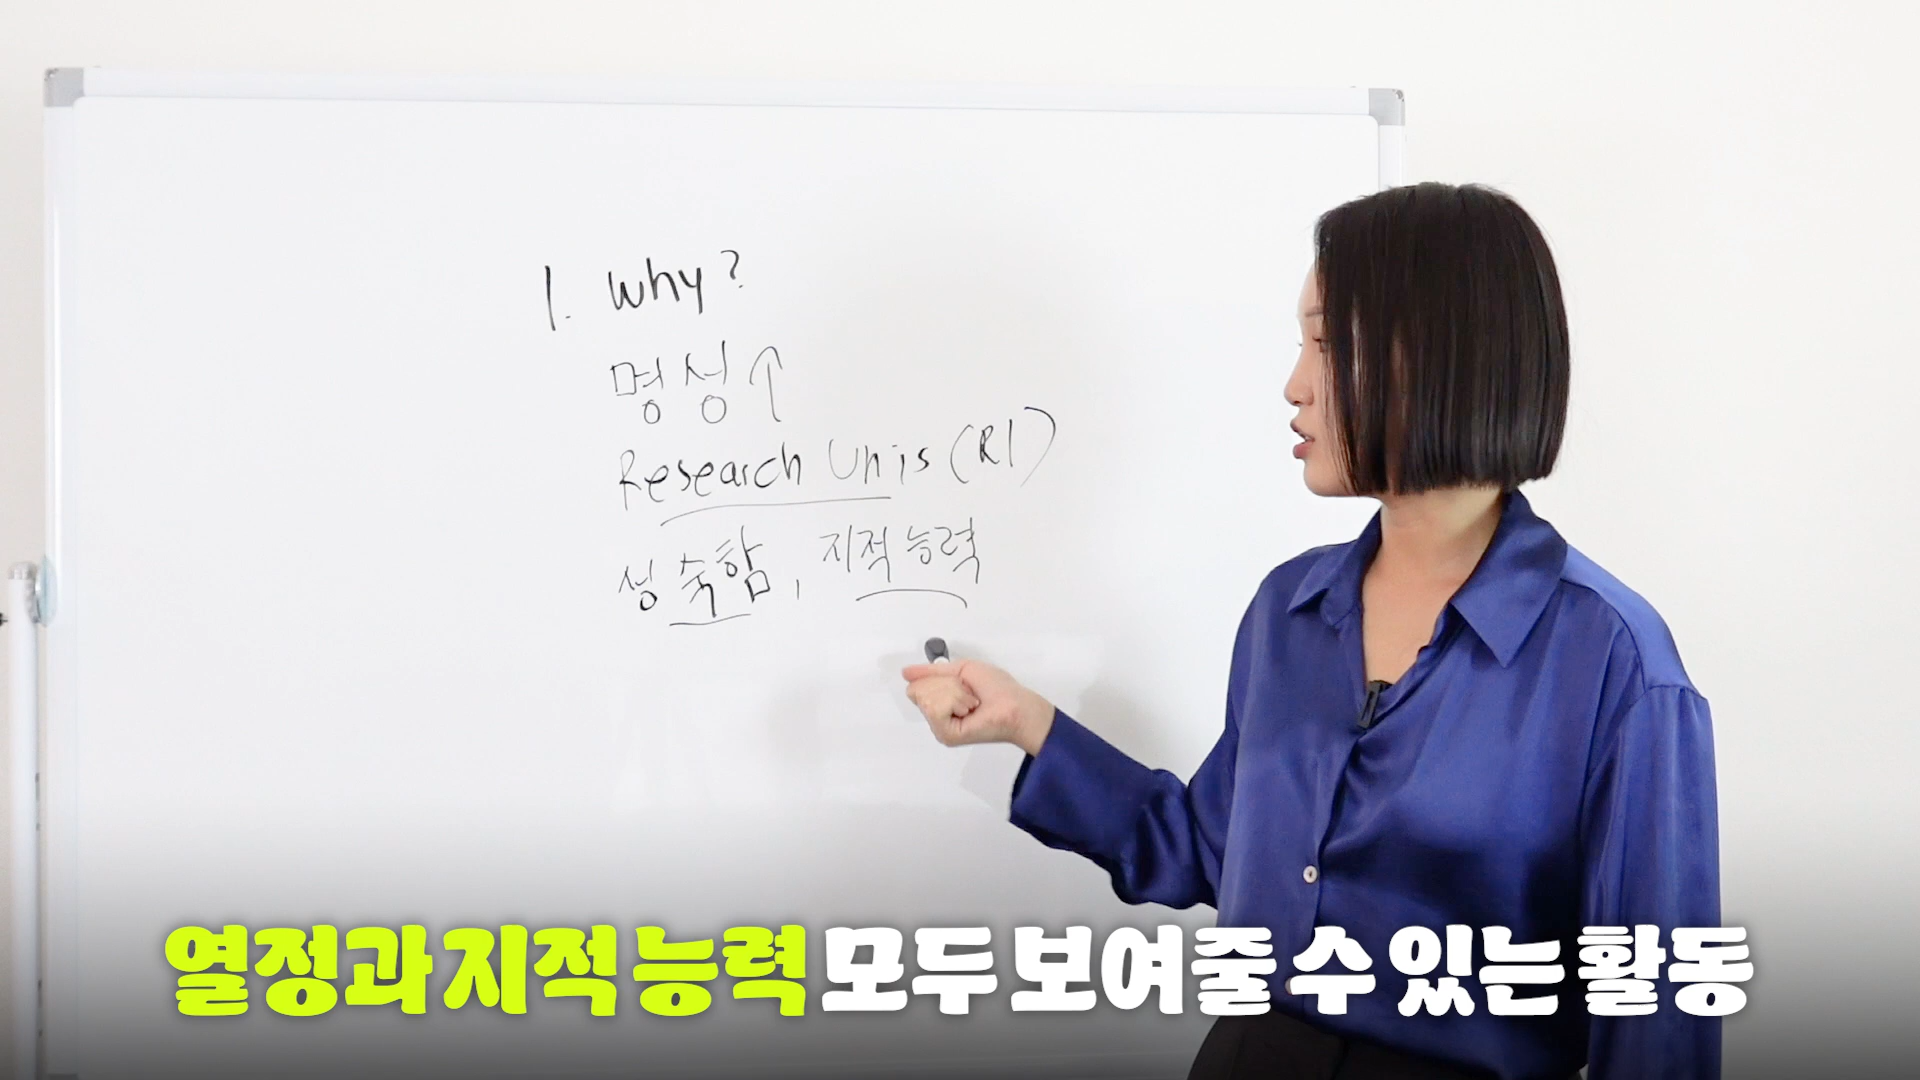 1. Why?
명성↑
Research Unis (R1)
성숙함, 지적능력
열정과 지적 능력 모두 보여줄 수 있는 활동